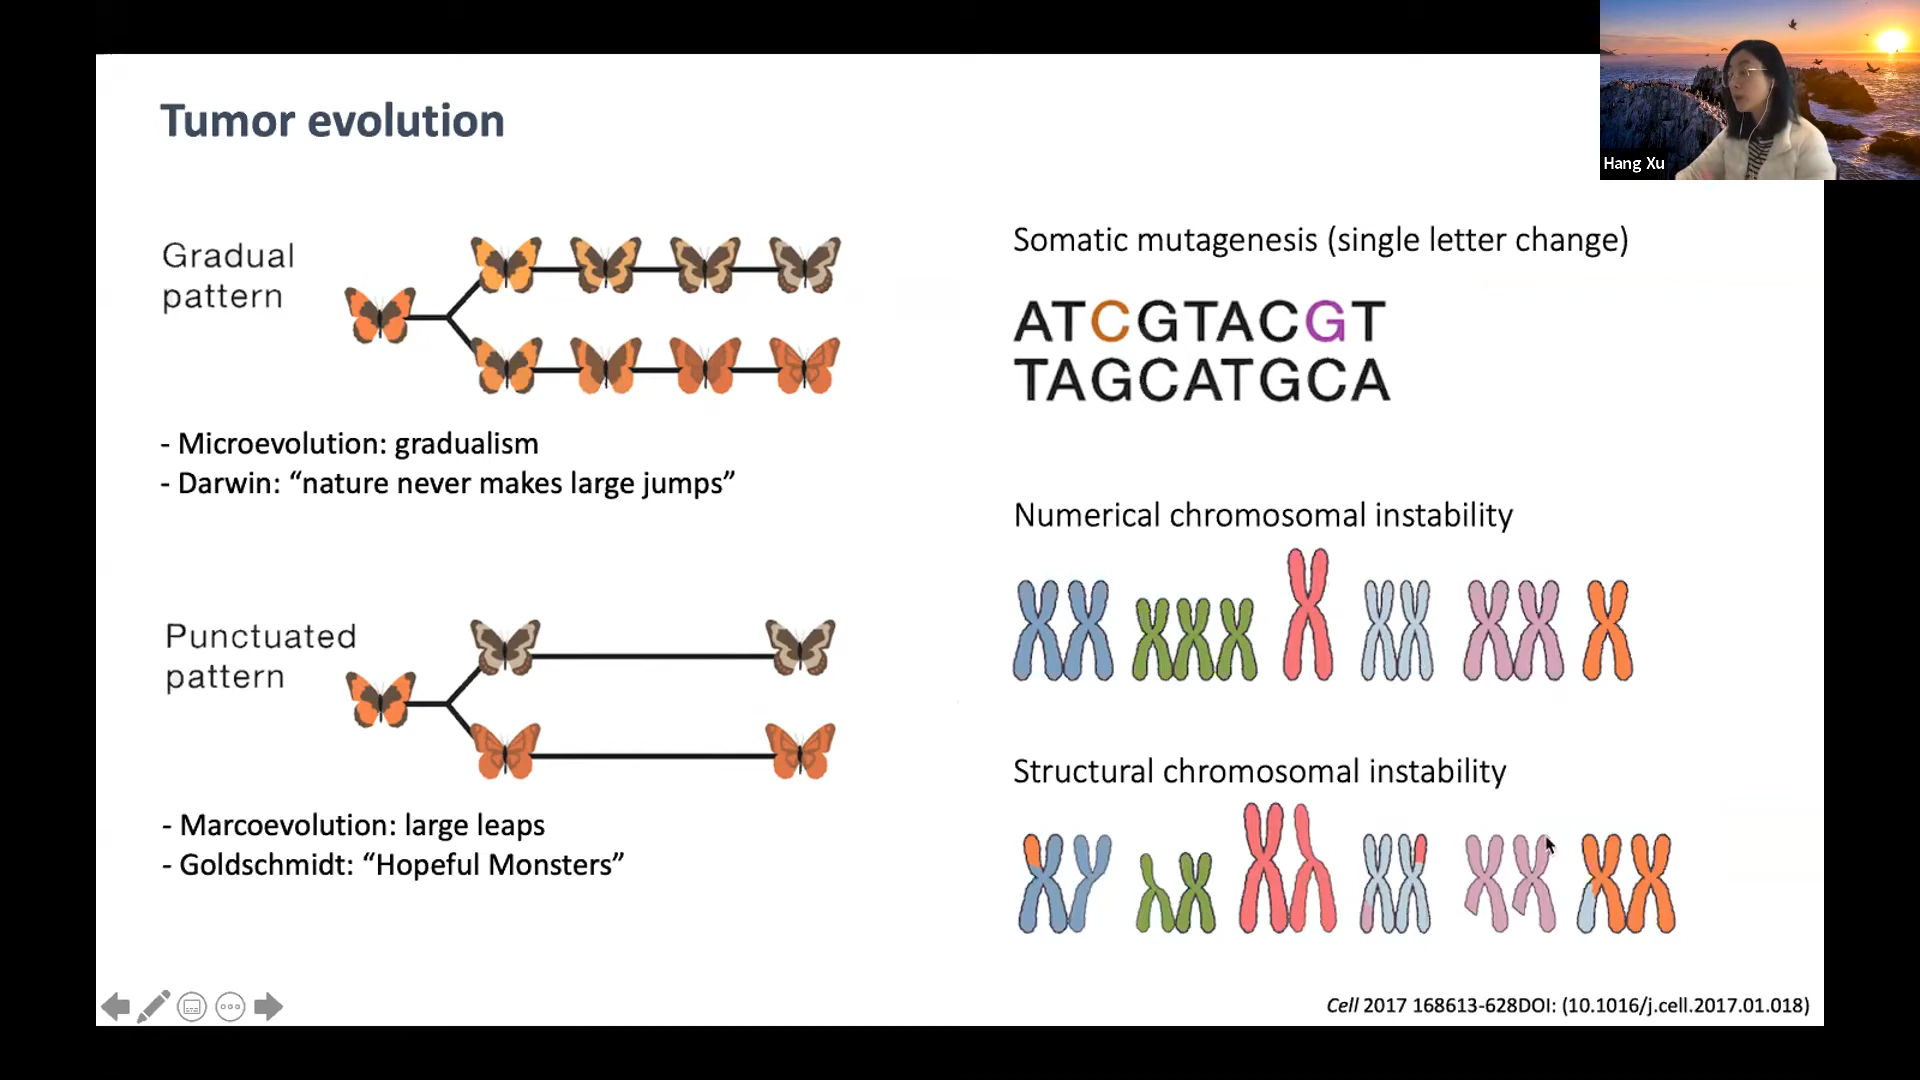 Tumor evolution
Gradual
pattern
- Microevolution: gradualism
- Darwin: “nature never makes large jumps”
Punctuated
pattern
- Marcoevolution: large leaps
- Goldschmidt: “Hopeful Monsters”
Somatic mutagenesis (single letter change)
ATCGTACGT
TAGCATGCA
Numerical chromosomal instability
Structural chromosomal instability
Cell 2017 168613-628DOI: (10.1016/j.cell.2017.01.018)
Hang Xu